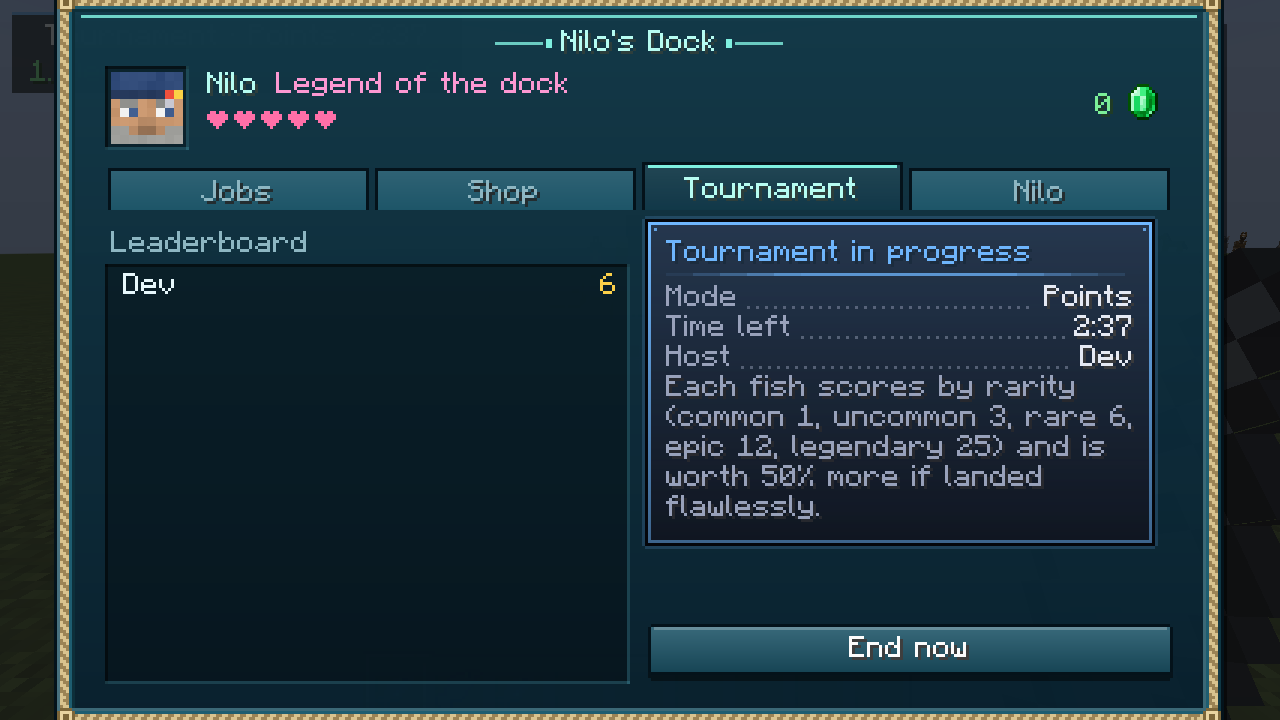 Nilo's Dock
Nilo Legend of the dock
0
Jobs
Shop
Tournament
Nilo
Leaderboard
Dev 6
Tournament in progress
Mode Points
Time left 2:37
Host Dev
Each fish scores by rarity
(common 1, uncommon 3, rare 6,
epic 12, legendary 25) and is
worth 50% more if landed
flawlessly.
End now